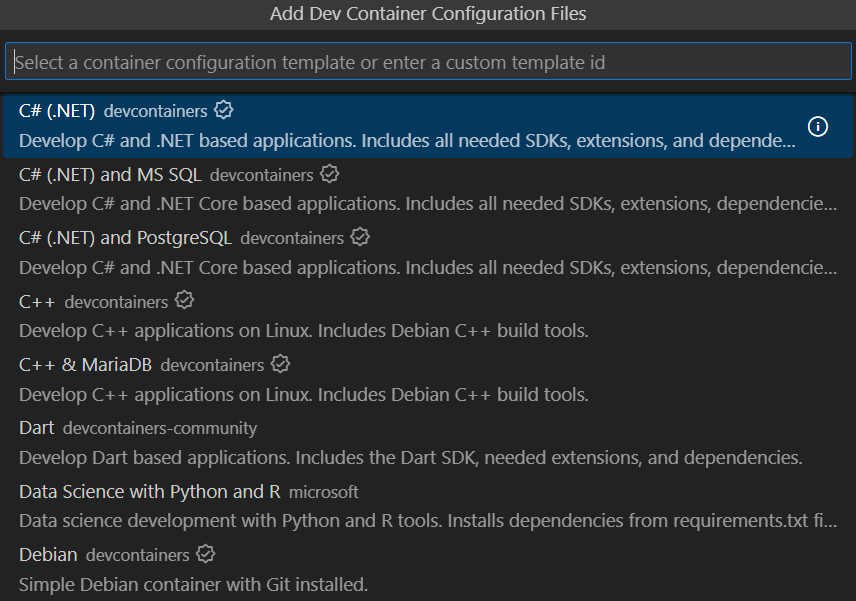 Add Dev Container Configuration Files
Select a container configuration template or enter a custom template id
C# (.NET) devcontainers
Develop C# and .NET based applications. Includes all needed SDKs, extensions, and depende...
C# (.NET) and MS SQL devcontainers
Develop C# and .NET Core based applications. Includes all needed SDKs, extensions, dependencie...
C# (.NET) and PostgreSQL devcontainers
Develop C# and .NET Core based applications. Includes all needed SDKs, extensions, dependencie...
C++ devcontainers
Develop C++ applications on Linux. Includes Debian C++ build tools.
C++ & MariaDB devcontainers
Develop C++ applications on Linux. Includes Debian C++ build tools.
Dart devcontainers-community
Develop Dart based applications. Includes the Dart SDK, needed extensions, and dependencies.
Data Science with Python and R microsoft
Data science development with Python and R tools. Installs dependencies from requirements.txt fi...
Debian devcontainers
Simple Debian container with Git installed.